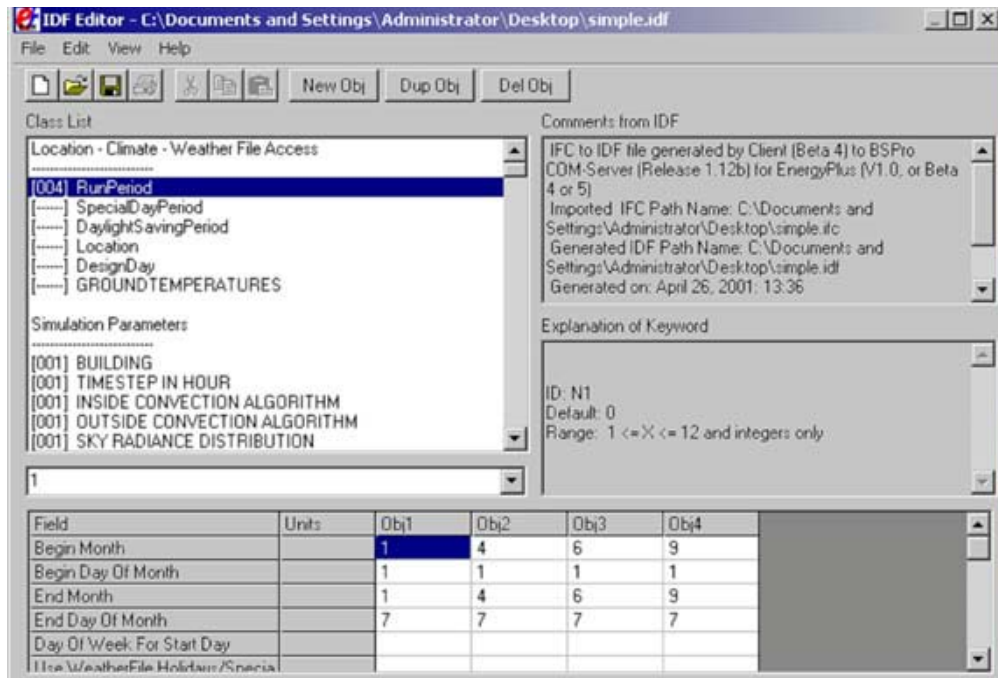 IDF Editor - C:\Documents and Settings\Administrator\Desktop\simple.idf
File Edit View Help
New Obj Dup Obj Del Obj
Class List
Location - Climate - Weather File Access
----------------------------
[004] RunPeriod
[------] SpecialDayPeriod
[------] DaylightSavingPeriod
[------] Location
[------] DesignDay
[------] GROUNDTEMPERATURES
Simulation Parameters
----------------------------
[001] BUILDING
[001] TIMESTEP IN HOUR
[001] INSIDE CONVECTION ALGORITHM
[001] OUTSIDE CONVECTION ALGORITHM
[001] SKY RADIANCE DISTRIBUTION
1
Comments from IDF
IFC to IDF file generated by Client (Beta 4) to BSPro
COM-Server (Release 1.12b) for EnergyPlus (V1.0, or Beta
4 or 5)
Imported IFC Path Name: C:\Documents and
Settings\Administrator\Desktop\simple.ifc
Generated IDF Path Name: C:\Documents and
Settings\Administrator\Desktop\simple.idf
Generated on: April 26, 2001: 13:36
Explanation of Keyword
ID: N1
Default: 0
Range: 1 <= X <= 12 and integers only
Field Units Obj1 Obj2 Obj3 Obj4
Begin Month 1 4 6 9
Begin Day Of Month 1 1 1 1
End Month 1 4 6 9
End Day Of Month 7 7 7 7
Day Of Week For Start Day
Use WeatherFile Holidays/Specia